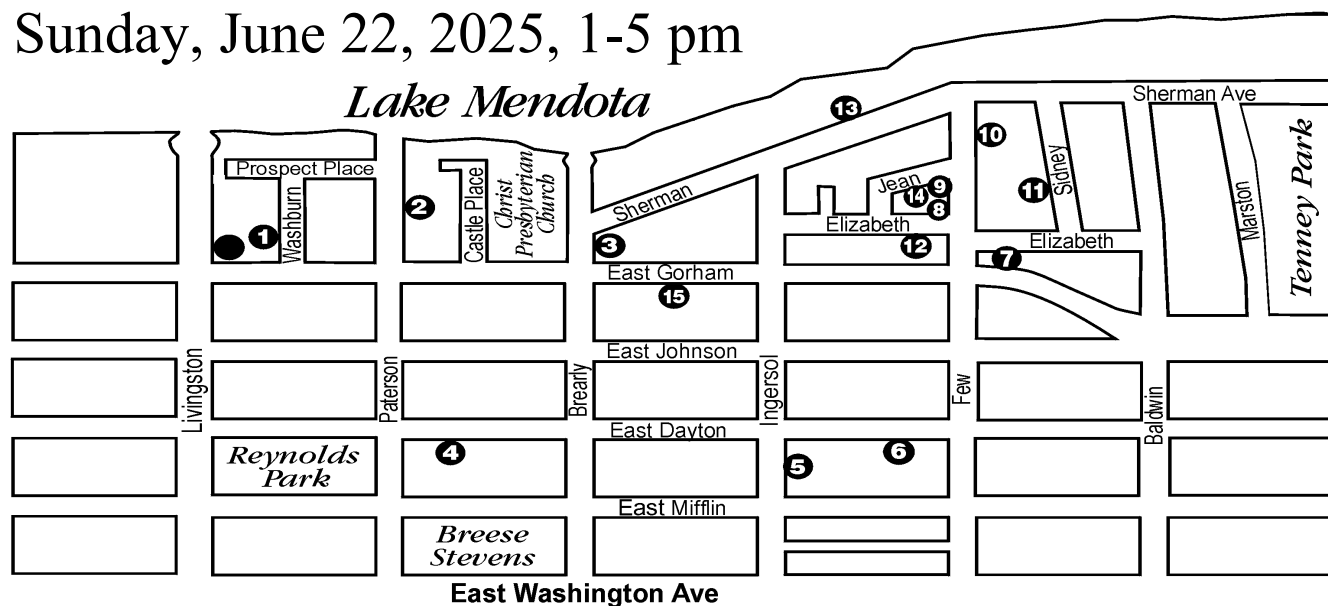 Sunday, June 22, 2025, 1-5 pm
Lake Mendota
Sherman Ave
13
10
Prospect Place
Washburn
1
2
Castle Place
Christ
Presbyterian
Church
Sherman
3
Jean
9
14
8
Elizabeth
12
11
Sidney
Elizabeth
7
Marston
Tenney Park
East Gorham
15
East Johnson
Livingston
Paterson
Brearly
Ingersol
Few
Baldwin
East Dayton
Reynolds
Park
4
5
6
East Mifflin
Breese
Stevens
East Washington Ave